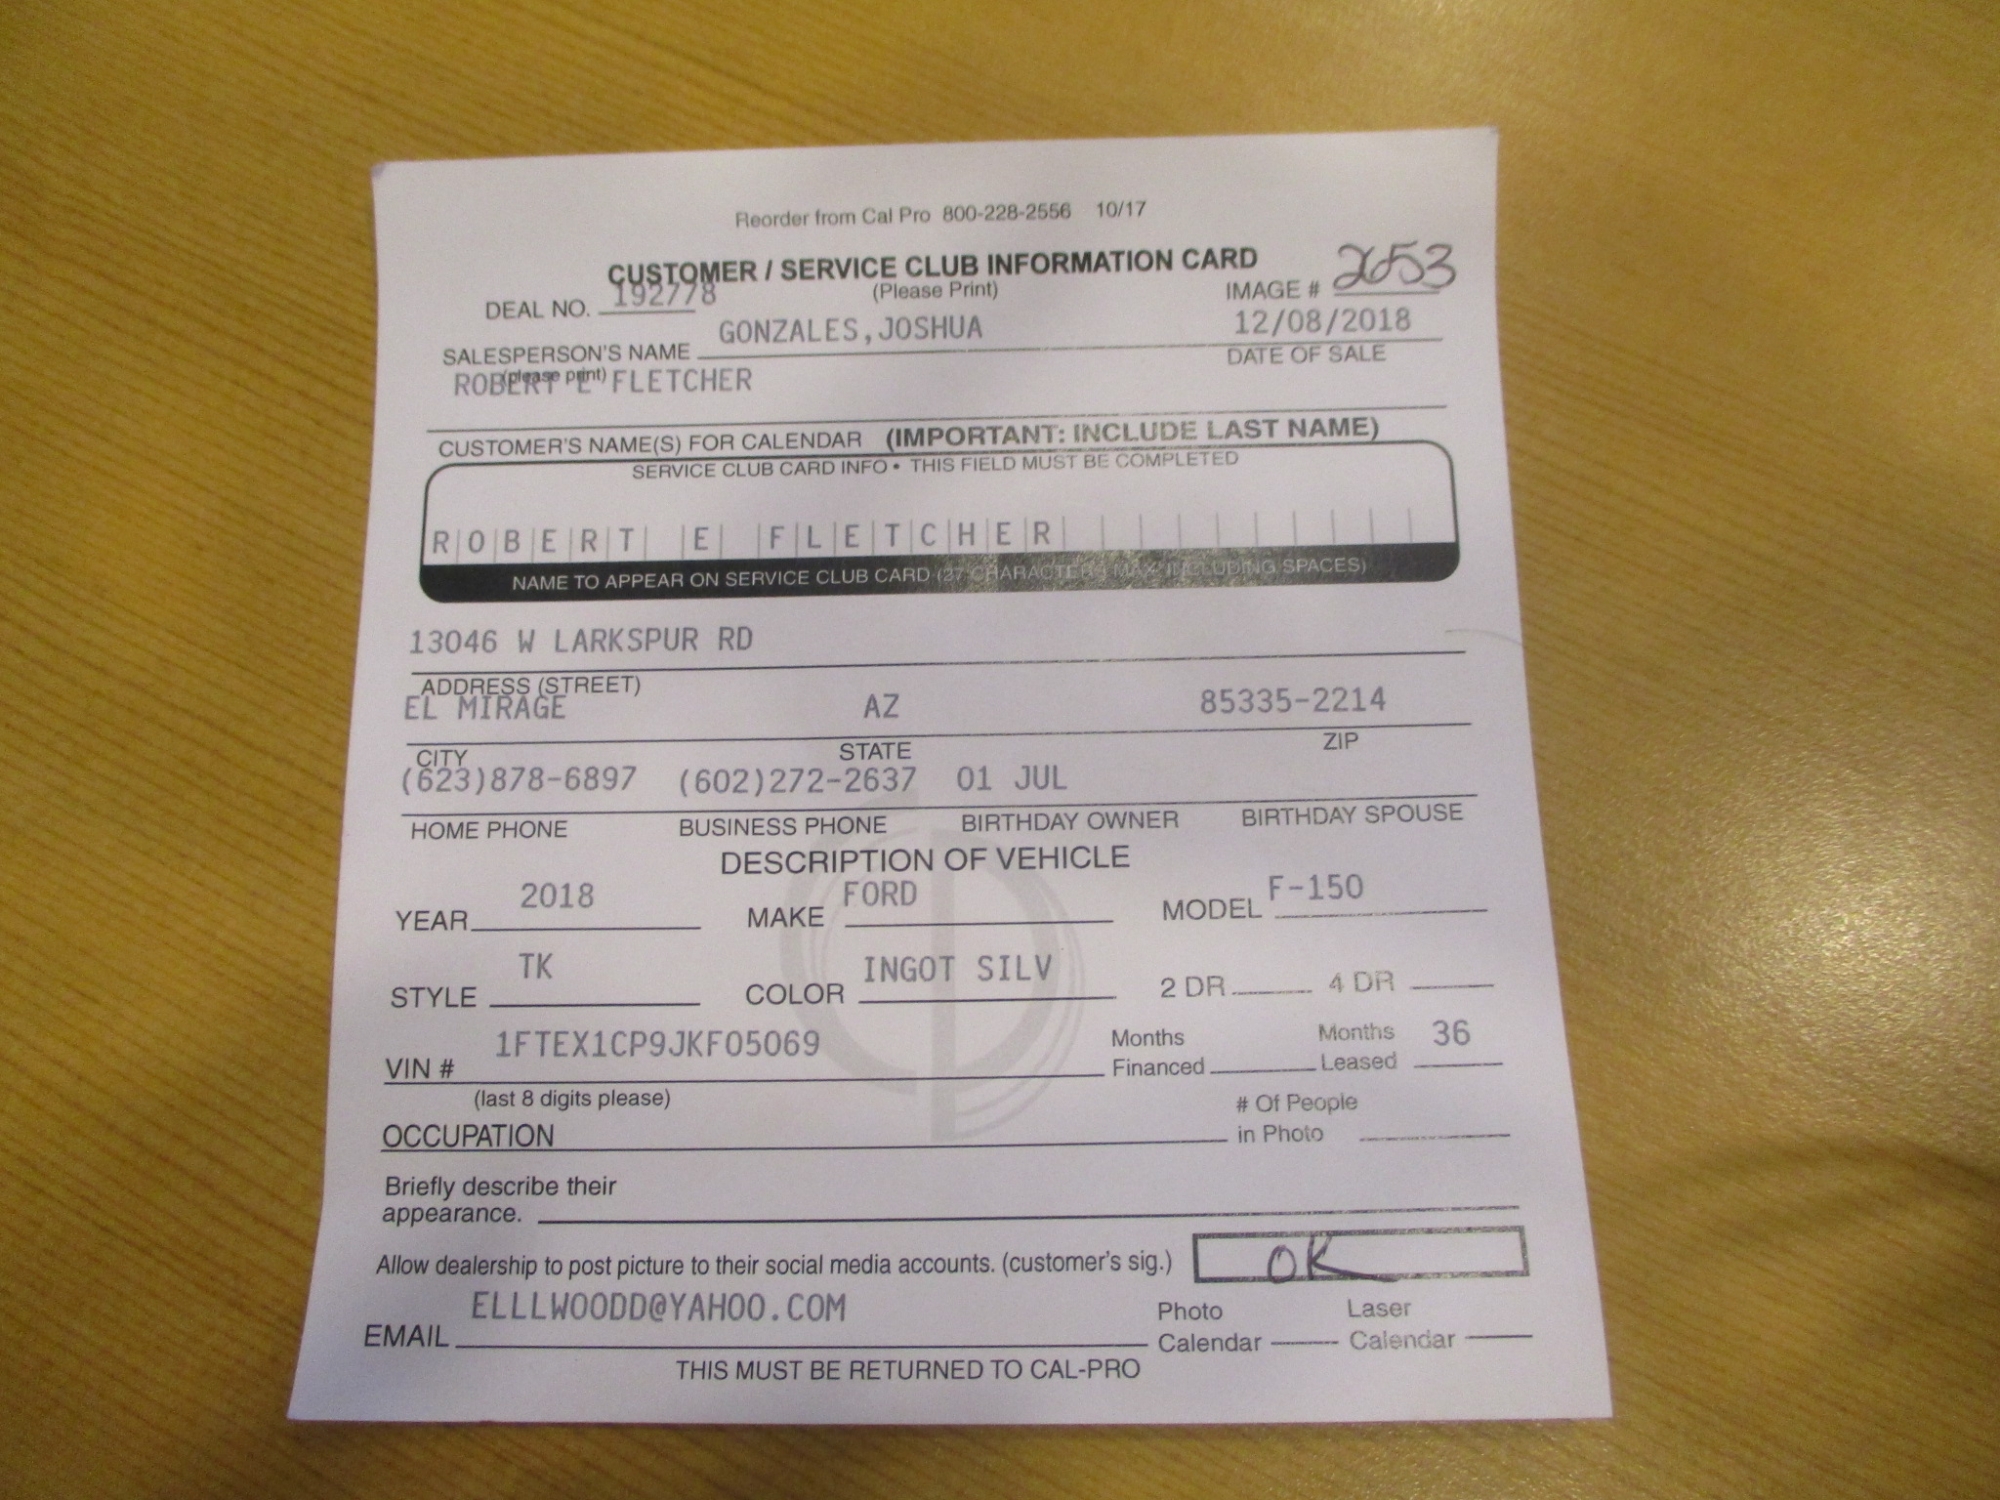 Reorder from Cal Pro 800-228-2556 10/17
CUSTOMER / SERVICE CLUB INFORMATION CARD
(Please Print)
DEAL NO. 192778
IMAGE # 2653
GONZALES,JOSHUA 12/08/2018
SALESPERSON'S NAME DATE OF SALE
(please print)
ROBERT E FLETCHER
CUSTOMER'S NAME(S) FOR CALENDAR (IMPORTANT: INCLUDE LAST NAME)
SERVICE CLUB CARD INFO • THIS FIELD MUST BE COMPLETED
ROBERT E FLETCHER
NAME TO APPEAR ON SERVICE CLUB CARD (27 CHARACTERS MAX INCLUDING SPACES)
13046 W LARKSPUR RD
ADDRESS (STREET)
EL MIRAGE AZ 85335-2214
CITY STATE ZIP
(623)878-6897 (602)272-2637 01 JUL
HOME PHONE BUSINESS PHONE BIRTHDAY OWNER BIRTHDAY SPOUSE
DESCRIPTION OF VEHICLE
YEAR 2018 MAKE FORD MODEL F-150
STYLE TK COLOR INGOT SILV 2 DR 4 DR
VIN # 1FTEX1CP9JKF05069 Months Financed Months Leased 36
(last 8 digits please)
OCCUPATION # Of People in Photo
Briefly describe their
appearance.
Allow dealership to post picture to their social media accounts. (customer's sig.) OK
EMAIL ELLLWOODD@YAHOO.COM Photo Calendar Laser Calendar
THIS MUST BE RETURNED TO CAL-PRO